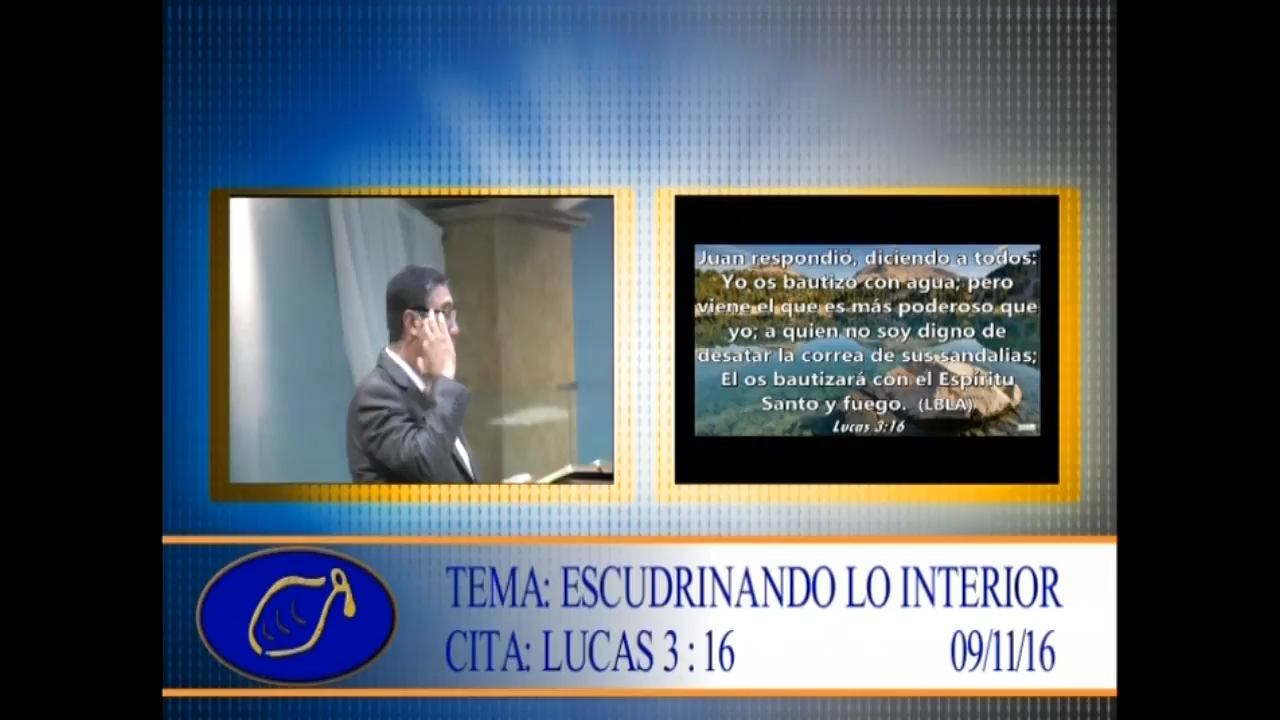 Juan respondió, diciendo a todos:
Yo os bautizo con agua; pero
viene el que es más poderoso que
yo; a quien no soy digno de
desatar la correa de sus sandalias;
El os bautizará con el Espíritu
Santo y fuego. (LBLA)
Lucas 3:16
TEMA: ESCUDRINANDO LO INTERIOR
CITA: LUCAS 3 : 16
09/11/16